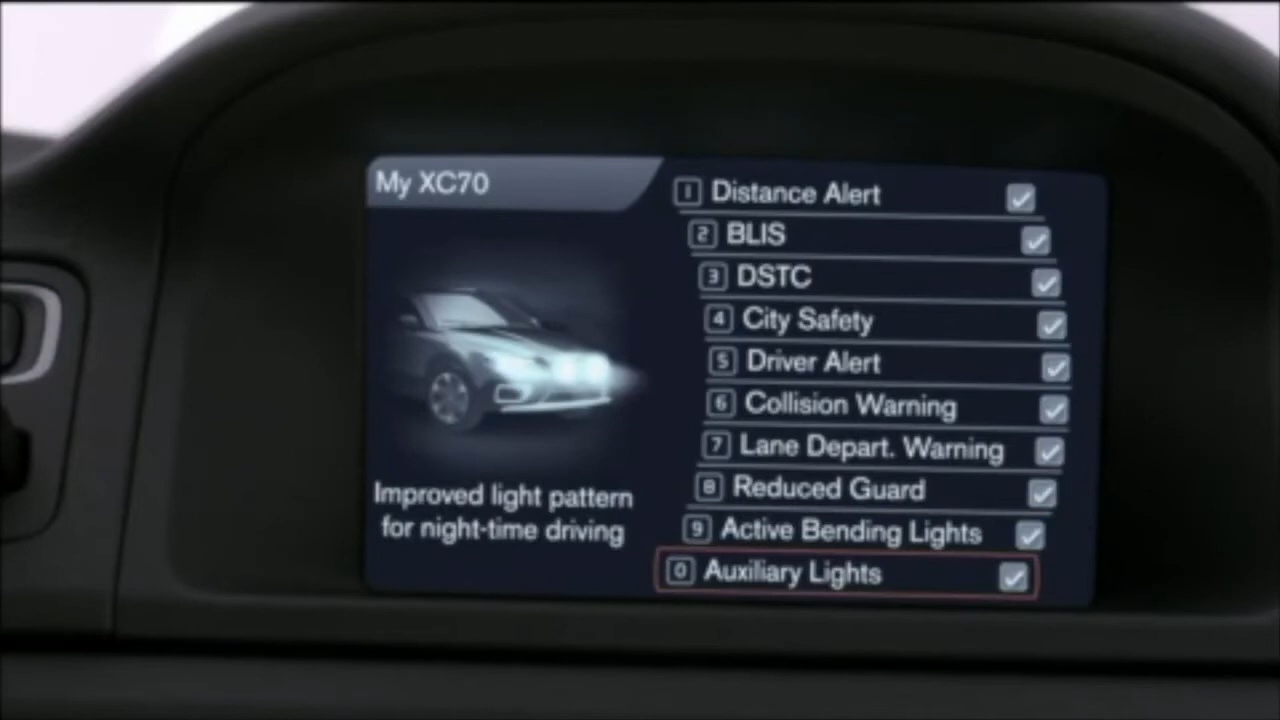 My XC70
Improved light pattern
for night-time driving
1 Distance Alert
2 BLIS
3 DSTC
4 City Safety
5 Driver Alert
6 Collision Warning
7 Lane Depart. Warning
8 Reduced Guard
9 Active Bending Lights
0 Auxiliary Lights